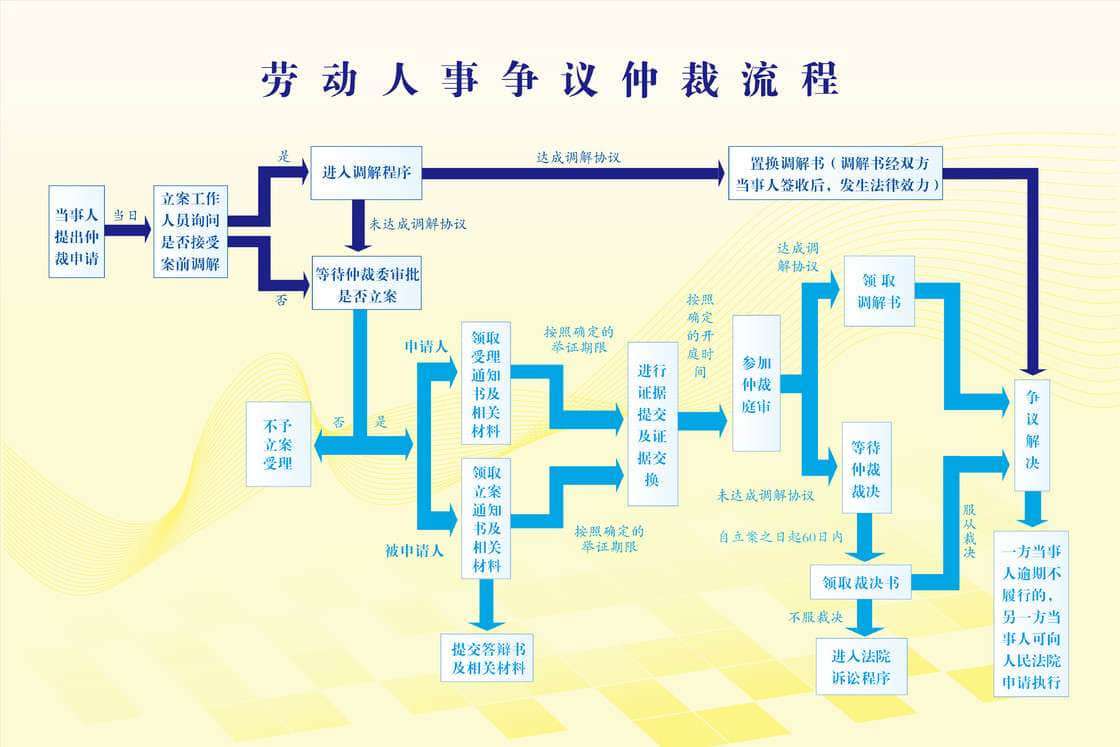 劳动人事争议仲裁流程
当事人
提出仲
裁申请
当日
立案工作
人员询问
是否接受
案前调解
是
否
进入调解程序
达成调解协议
置换调解书（调解书经双方
当事人签收后，发生法律效力）
未达成调解协议
等待仲裁委审批
是否立案
否
是
不予
立案
受理
申请人
被申请人
领取
受理
通知
书及
相关
材料
领取
立案
通知
书及
相关
材料
提交答辩书
及相关材料
按照确定的
举证期限
按照确定的
举证期限
进行
证据
提交
及证
据交
换
按照
确定
的开
庭时
间
参加
仲裁
庭审
达成调
解协议
领取
调解书
未达成调解协议
等待
仲裁
裁决
自立案之日起60日内
领取裁决书
不服裁决
进入法院
诉讼程序
服从裁决
争议解决
一方当事
人逾期不
履行的，
另一方当
事人可向
人民法院
申请执行